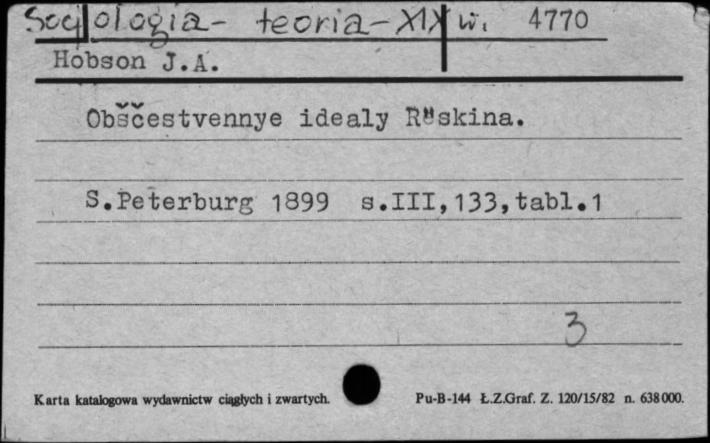 Socjologia - teoria - XIX w. 4770
Hobson J.A.
Obščestvennye idealy Rëskina.
S.Peterburg 1899 s.III,133,tabl.1
3
Karta katalogowa wydawnictw ciągłych i zwartych. Pu-B-144 Ł.Z.Graf. Z. 120/15/82 n. 638 000.